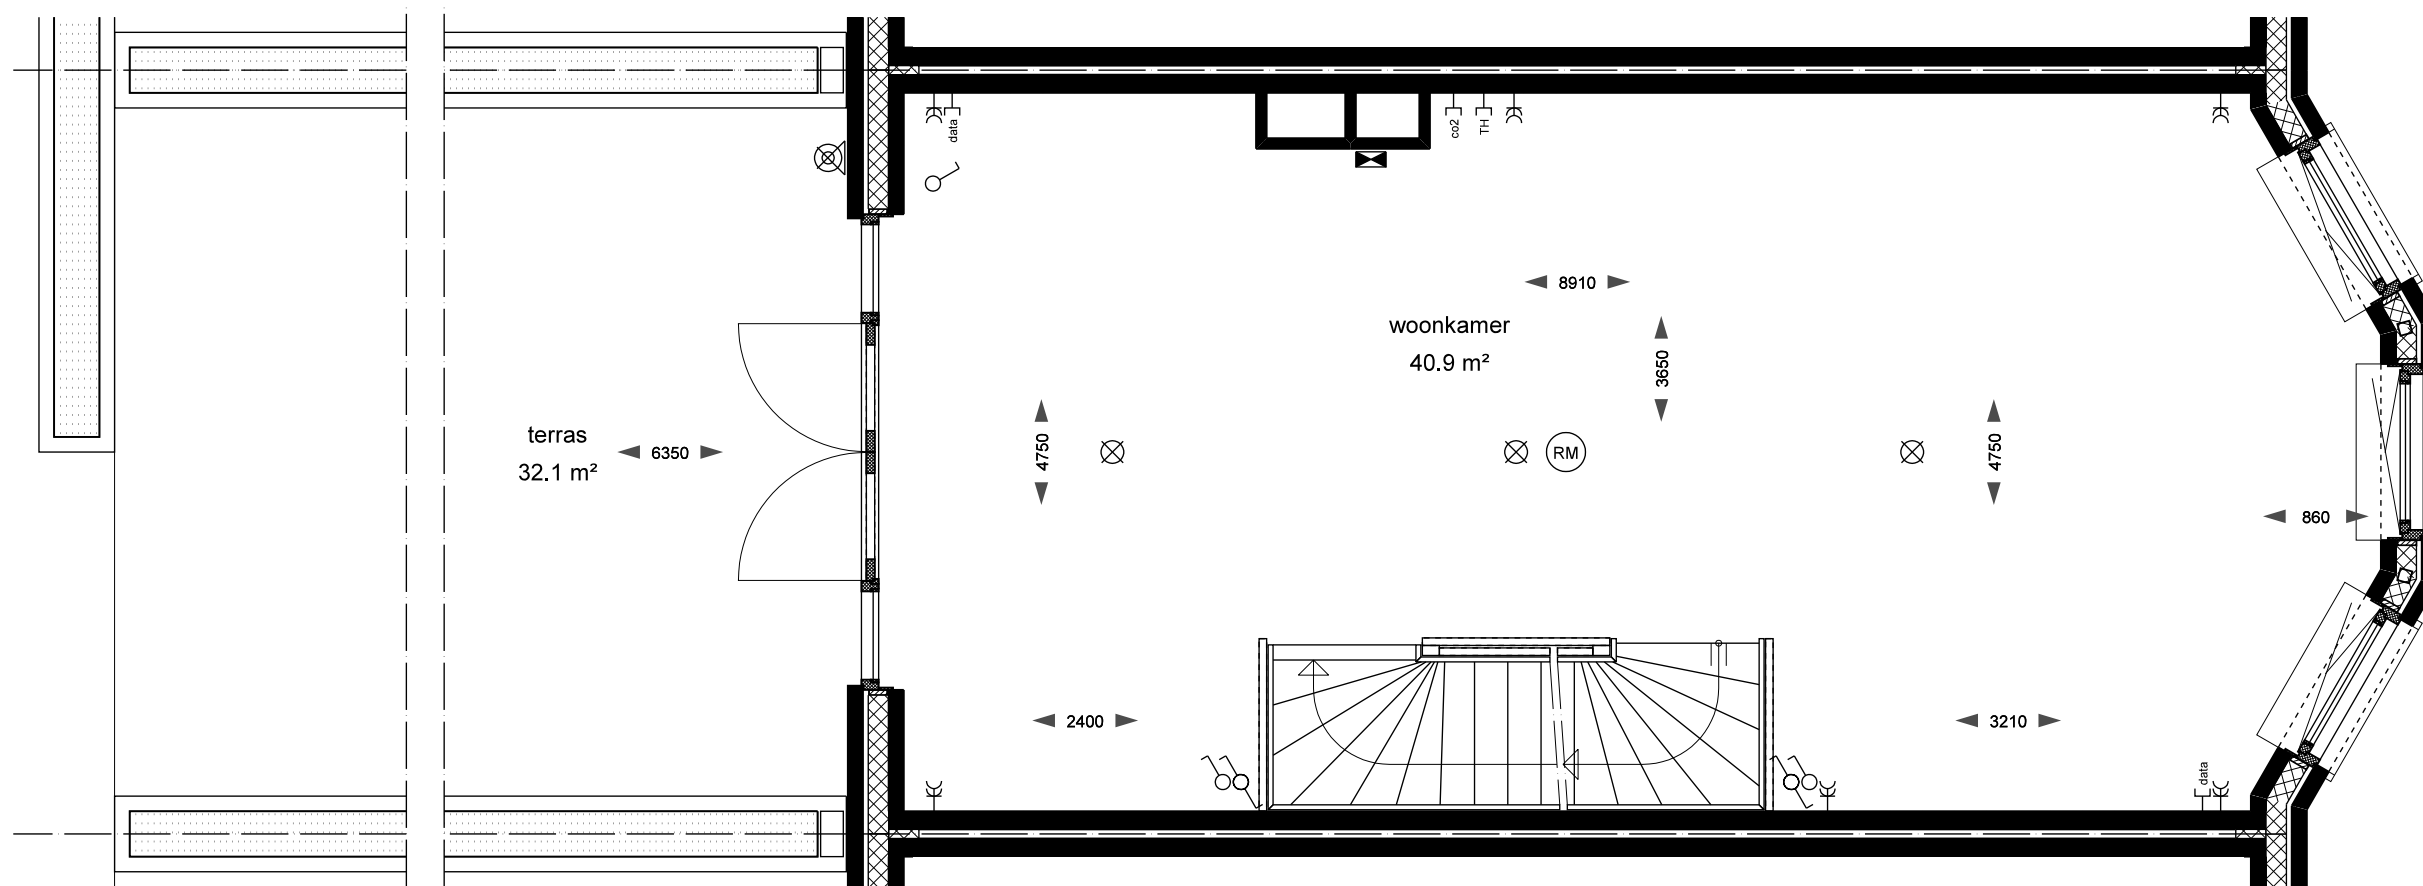 data
co2
TH
8910
woonkamer
40.9 m²
3650
terras
32.1 m²
6350
4750
RM
4750
860
2400
3210
data